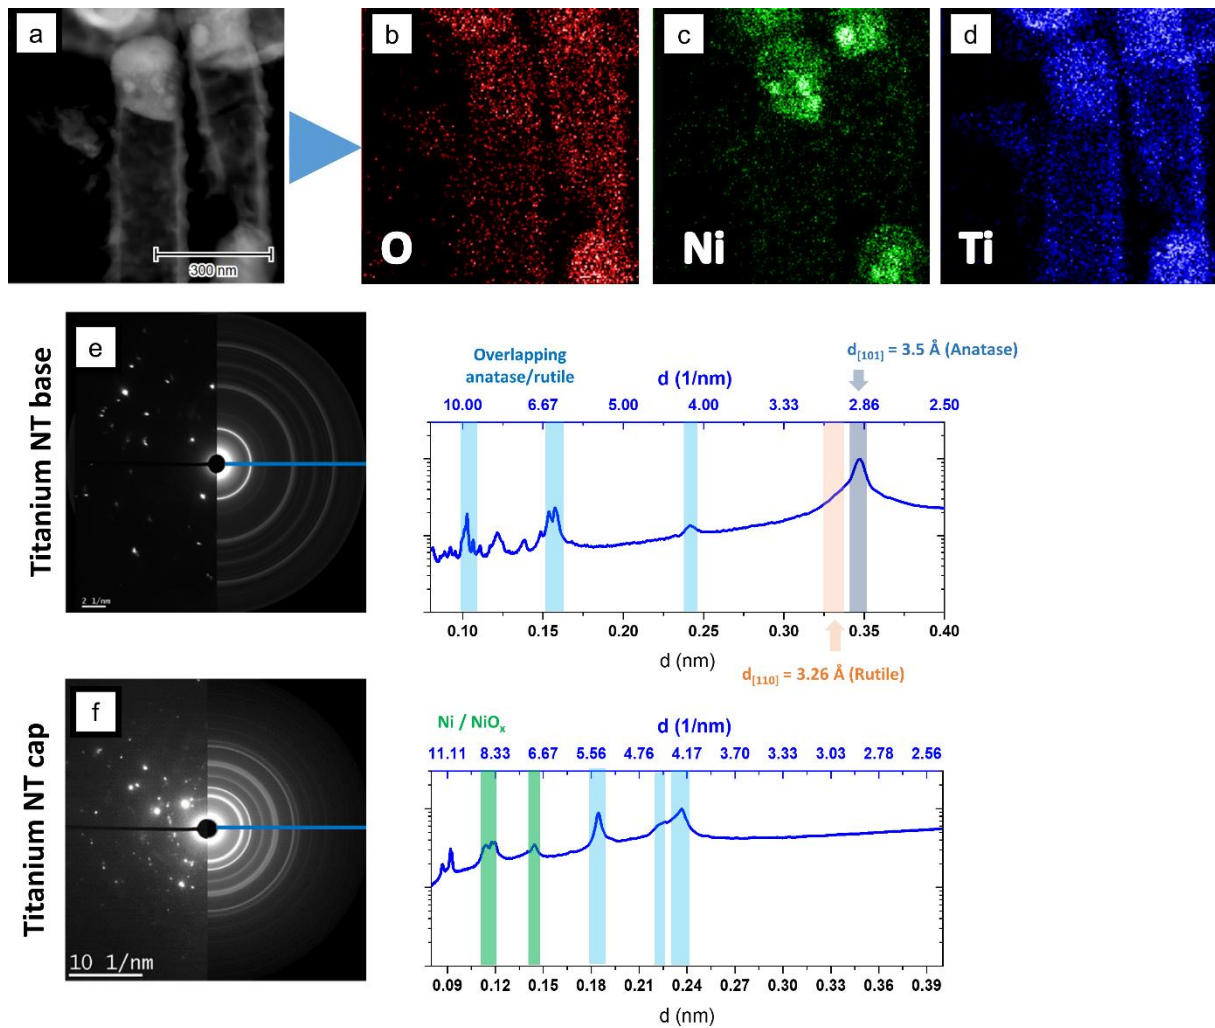 a
b
c
d
300 nm
O
Ni
Ti
Titanium NT base
e
2 1/nm
Overlapping
anatase/rutile
d[101] = 3.5 Å (Anatase)
d (1/nm)
10.00 6.67 5.00 4.00 3.33 2.86 2.50
0.10 0.15 0.20 0.25 0.30 0.35 0.40
d (nm)
d[110] = 3.26 Å (Rutile)
Titanium NT cap
f
10 1/nm
Ni / NiOx
d (1/nm)
11.11 8.33 6.67 5.56 4.76 4.17 3.70 3.33 3.03 2.78 2.56
0.09 0.12 0.15 0.18 0.21 0.24 0.27 0.30 0.33 0.36 0.39
d (nm)